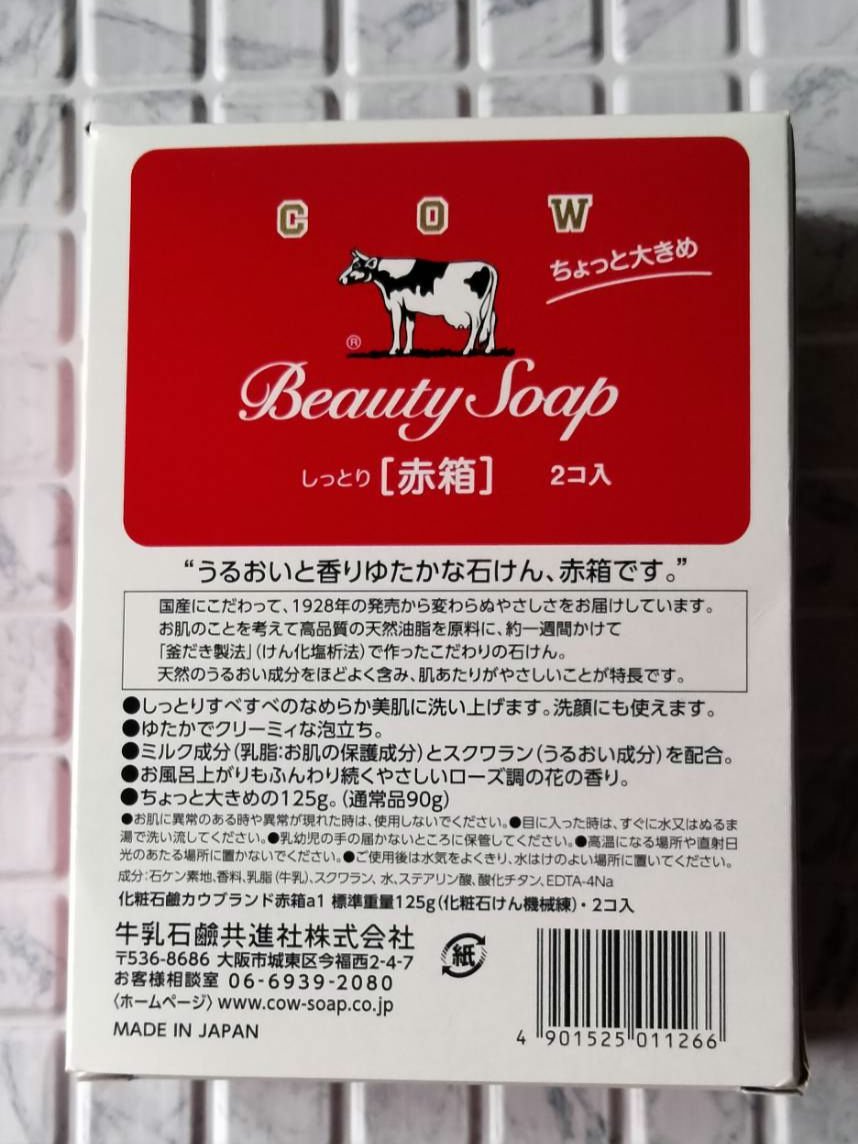 C O W
ちょっと大きめ
®
Beauty Soap
しっとり [赤箱] 2コ入
“うるおいと香りゆたかな石けん、赤箱です。”
国産にこだわって、1928年の発売から変わらぬやさしさをお届けしています。
お肌のことを考えて高品質の天然油脂を原料に、約一週間かけて
「釜だき製法」(けん化塩析法)で作ったこだわりの石けん。
天然のうるおい成分をほどよく含み、肌あたりがやさしいことが特長です。
●しっとりすべすべのなめらか美肌に洗い上げます。洗顔にも使えます。
●ゆたかでクリーミィな泡立ち。
●ミルク成分(乳脂:お肌の保護成分)とスクワラン(うるおい成分)を配合。
●お風呂上がりもふんわり続くやさしいローズ調の花の香り。
●ちょっと大きめの125g。(通常品90g)
●お肌に異常のある時や異常が現れた時は、使用しないでください。●目に入った時は、すぐに水又はぬるま
湯で洗い流してください。●乳幼児の手の届かないところに保管してください。●高温になる場所や直射日
光のあたる場所に置かないでください。●ご使用後は水気をよくきり、水はけのよい場所に置いてください。
成分:石ケン素地、香料、乳脂(牛乳)、スクワラン、水、ステアリン酸、酸化チタン、EDTA-4Na
化粧石鹸カウブランド赤箱a1 標準重量125g(化粧石けん機械練)・2コ入
牛乳石鹸共進社株式会社
〒536-8686 大阪市城東区今福西2-4-7
お客様相談室 06-6939-2080
〈ホームページ〉www.cow-soap.co.jp
MADE IN JAPAN
紙
4 901525 011266